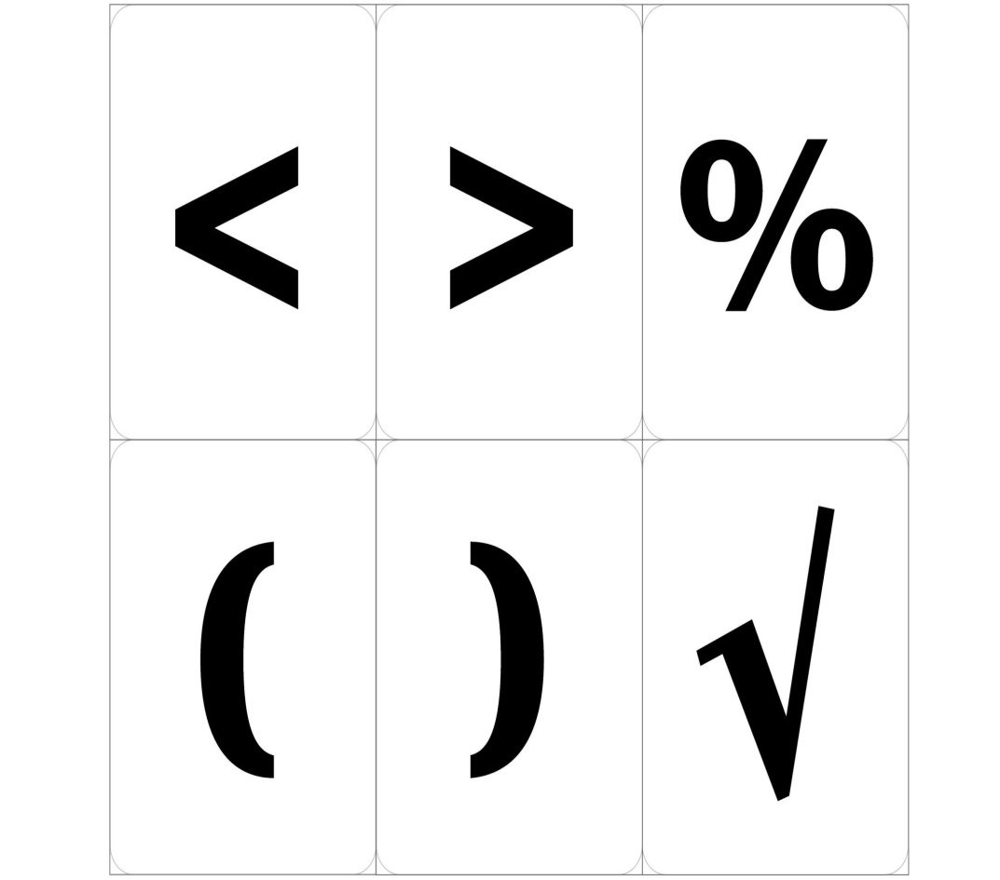 < > %
( ) √